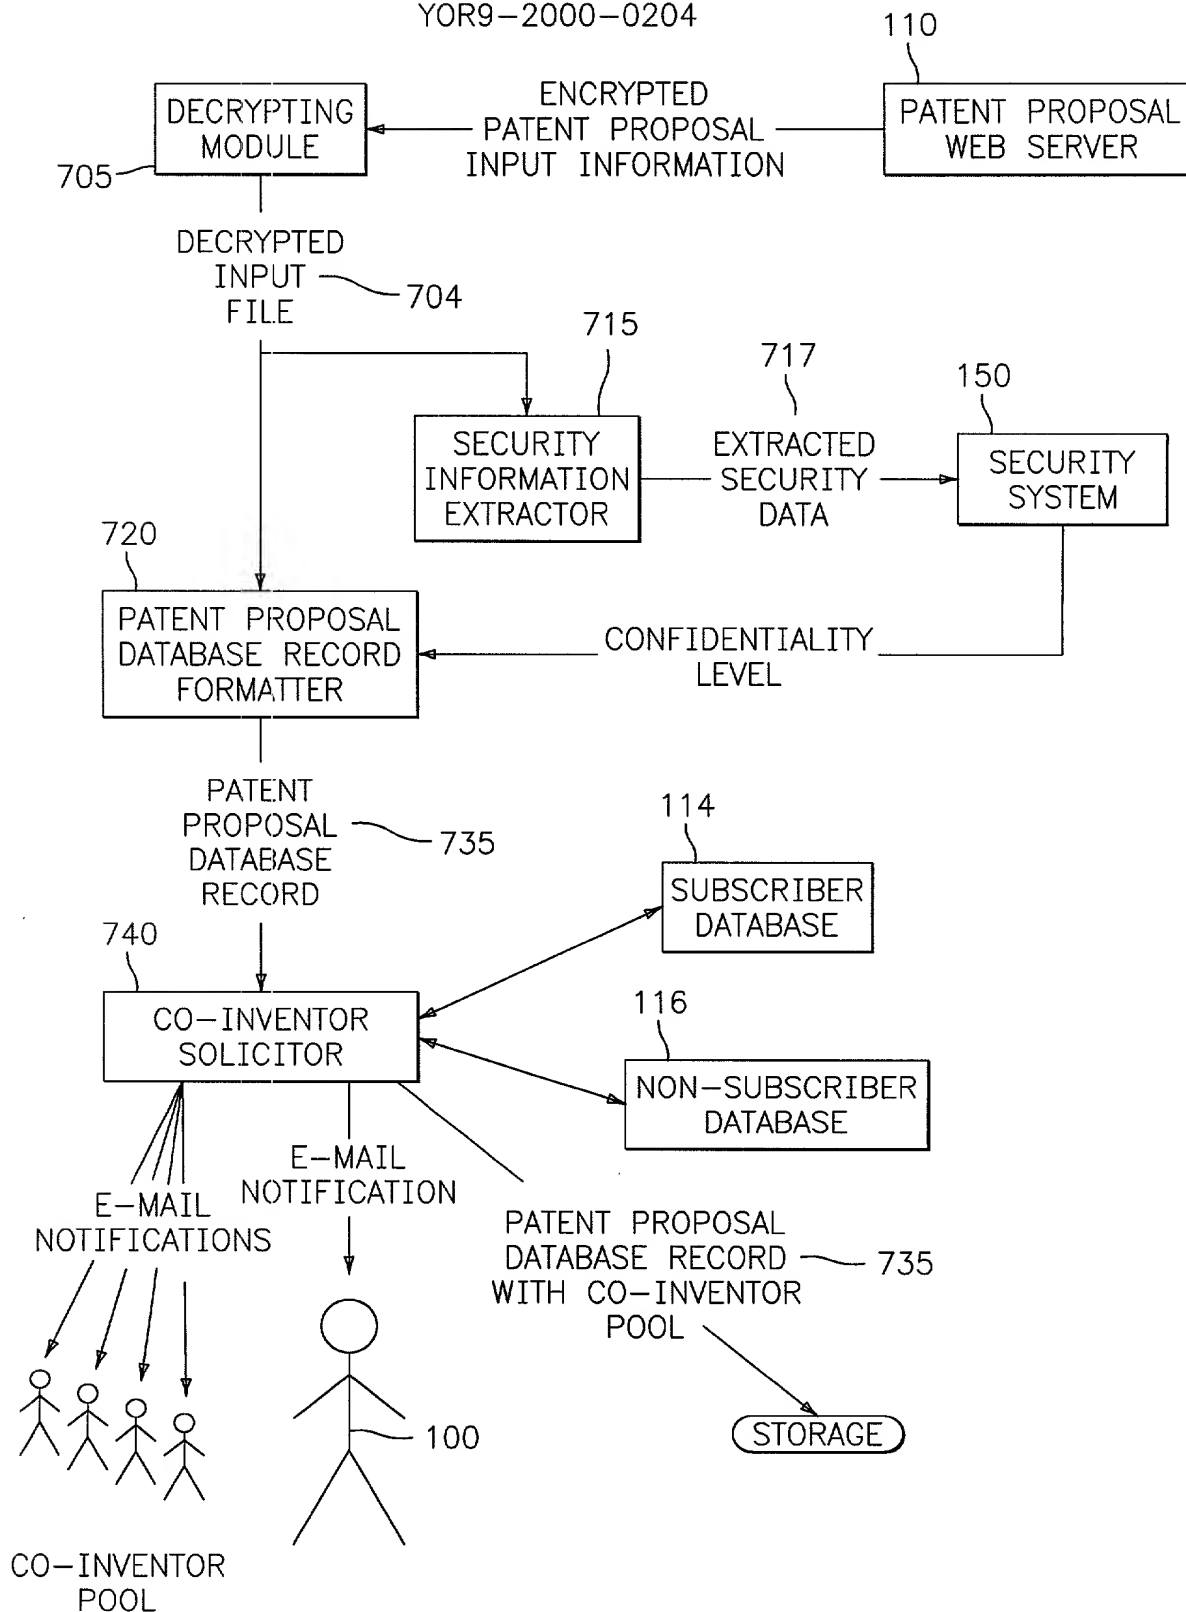 YOR9-2000-0204
110
DECRYPTING
MODULE
705
ENCRYPTED
PATENT PROPOSAL
INPUT INFORMATION
PATENT PROPOSAL
WEB SERVER
DECRYPTED
INPUT
FILE
704
715
717
150
SECURITY
INFORMATION
EXTRACTOR
EXTRACTED
SECURITY
DATA
SECURITY
SYSTEM
720
PATENT PROPOSAL
DATABASE RECORD
FORMATTER
CONFIDENTIALITY
LEVEL
PATENT
PROPOSAL
DATABASE
RECORD
735
114
SUBSCRIBER
DATABASE
740
CO-INVENTOR
SOLICITOR
116
NON-SUBSCRIBER
DATABASE
E-MAIL
NOTIFICATIONS
E-MAIL
NOTIFICATION
PATENT PROPOSAL
DATABASE RECORD
WITH CO-INVENTOR
POOL
735
100
STORAGE
CO-INVENTOR
POOL